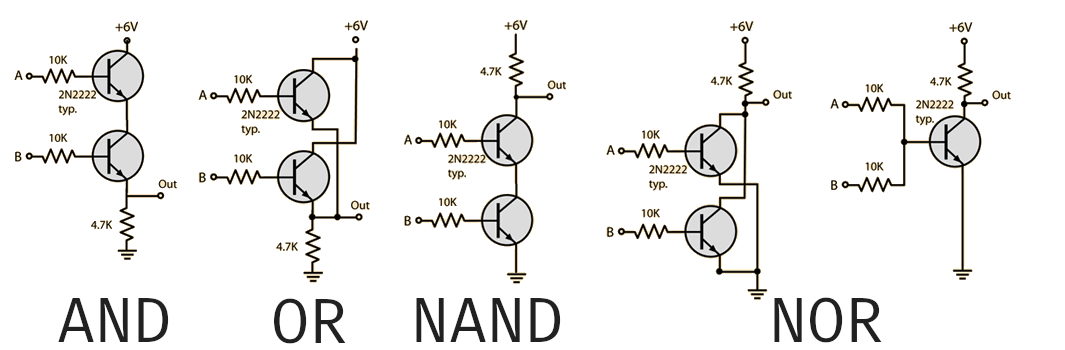 +6V
A
10K
2N2222
typ.
B
10K
Out
4.7K
AND
+6V
A
10K
2N2222
typ.
B
10K
Out
4.7K
OR
+6V
4.7K
Out
A
10K
2N2222
typ.
B
10K
NAND
+6V
4.7K
Out
A
10K
2N2222
typ.
B
10K
+6V
4.7K
Out
A
10K
2N2222
typ.
B
10K
NOR